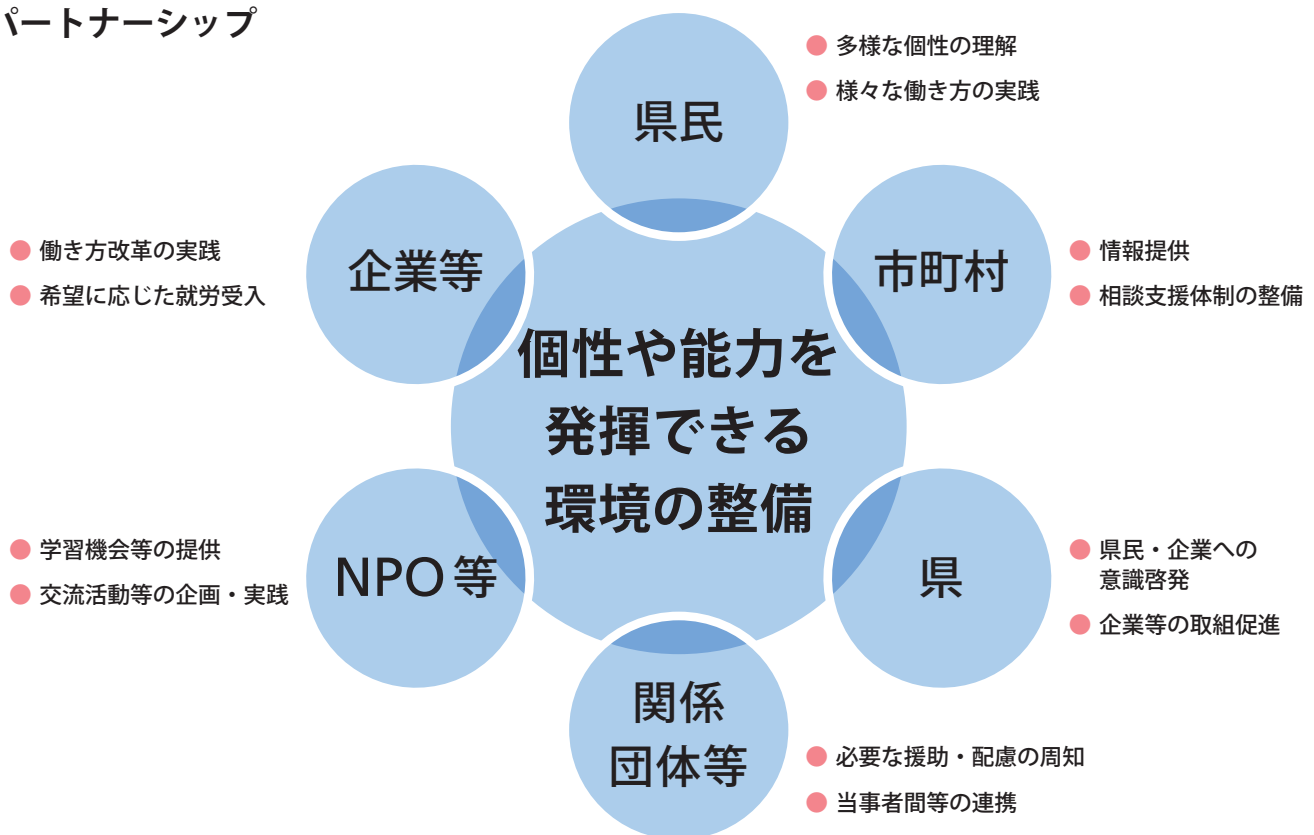 パートナーシップ
県民
多様な個性の理解
様々な働き方の実践
企業等
働き方改革の実践
希望に応じた就労受入
市町村
情報提供
相談支援体制の整備
個性や能力を
発揮できる
環境の整備
NPO等
学習機会等の提供
交流活動等の企画・実践
県
県民・企業への
意識啓発
企業等の取組促進
関係
団体等
必要な援助・配慮の周知
当事者間等の連携